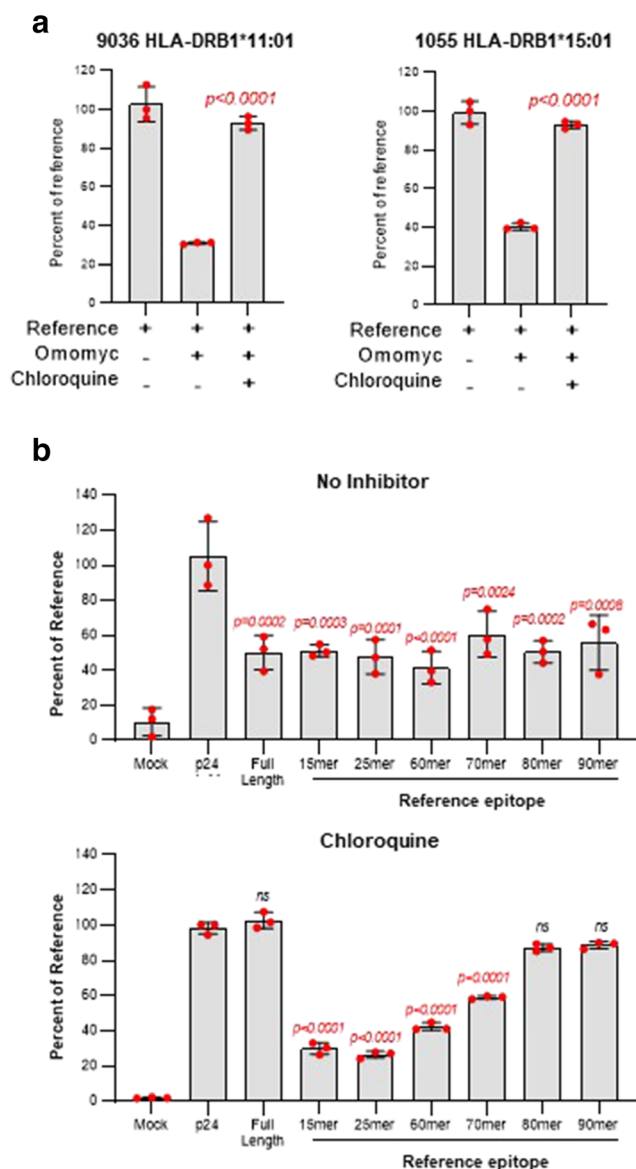 a
9036 HLA-DRB1*11:01
1055 HLA-DRB1*15:01
p<0.0001
p<0.0001
Percent of reference
120
100
80
60
40
20
0
Percent of reference
120
100
80
60
40
20
0
Reference + + + Reference + + +
Omomyc - + + Omomyc - + +
Chloroquine - - + Chloroquine - - +
b
No Inhibitor
Percent of Reference
140
120
100
80
60
40
20
0
p=0.0002 p=0.0003 p=0.0001 p<0.0001 p=0.0024 p=0.0002 p=0.0008
Mock p24 Full Length 15mer 25mer 60mer 70mer 80mer 90mer
Reference epitope
Chloroquine
Percent of Reference
140
120
100
80
60
40
20
0
ns p<0.0001 p<0.0001 p<0.0001 p<0.0001 ns ns
Mock p24 Full Length 15mer 25mer 60mer 70mer 80mer 90mer
Reference epitope